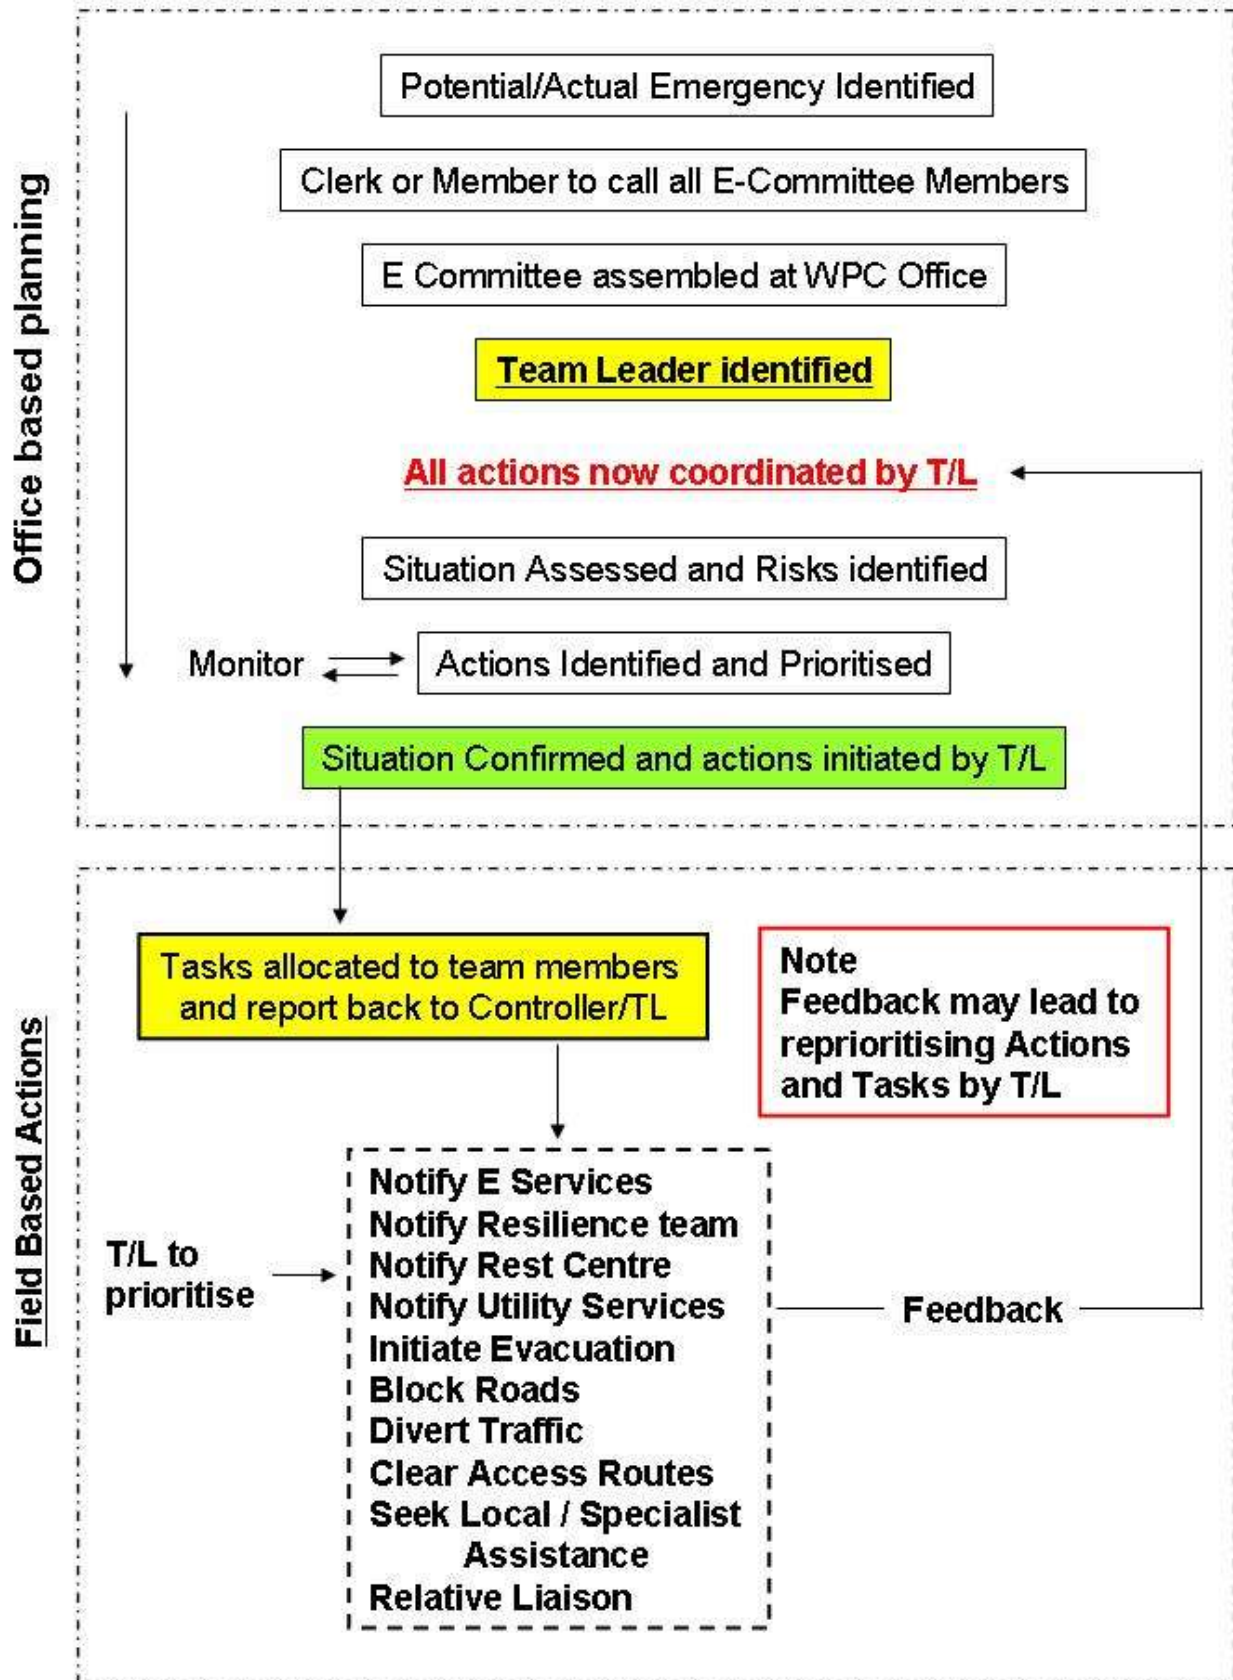 Office based planning
Potential/Actual Emergency Identified
Clerk or Member to call all E-Committee Members
E Committee assembled at WPC Office
Team Leader identified
All actions now coordinated by T/L
Situation Assessed and Risks identified
Monitor
Actions Identified and Prioritised
Situation Confirmed and actions initiated by T/L
Field Based Actions
Tasks allocated to team members
and report back to Controller/TL
Note
Feedback may lead to
reprioritising Actions
and Tasks by T/L
T/L to
prioritise
Notify E Services
Notify Resilience team
Notify Rest Centre
Notify Utility Services
Initiate Evacuation
Block Roads
Divert Traffic
Clear Access Routes
Seek Local / Specialist
Assistance
Relative Liaison
Feedback